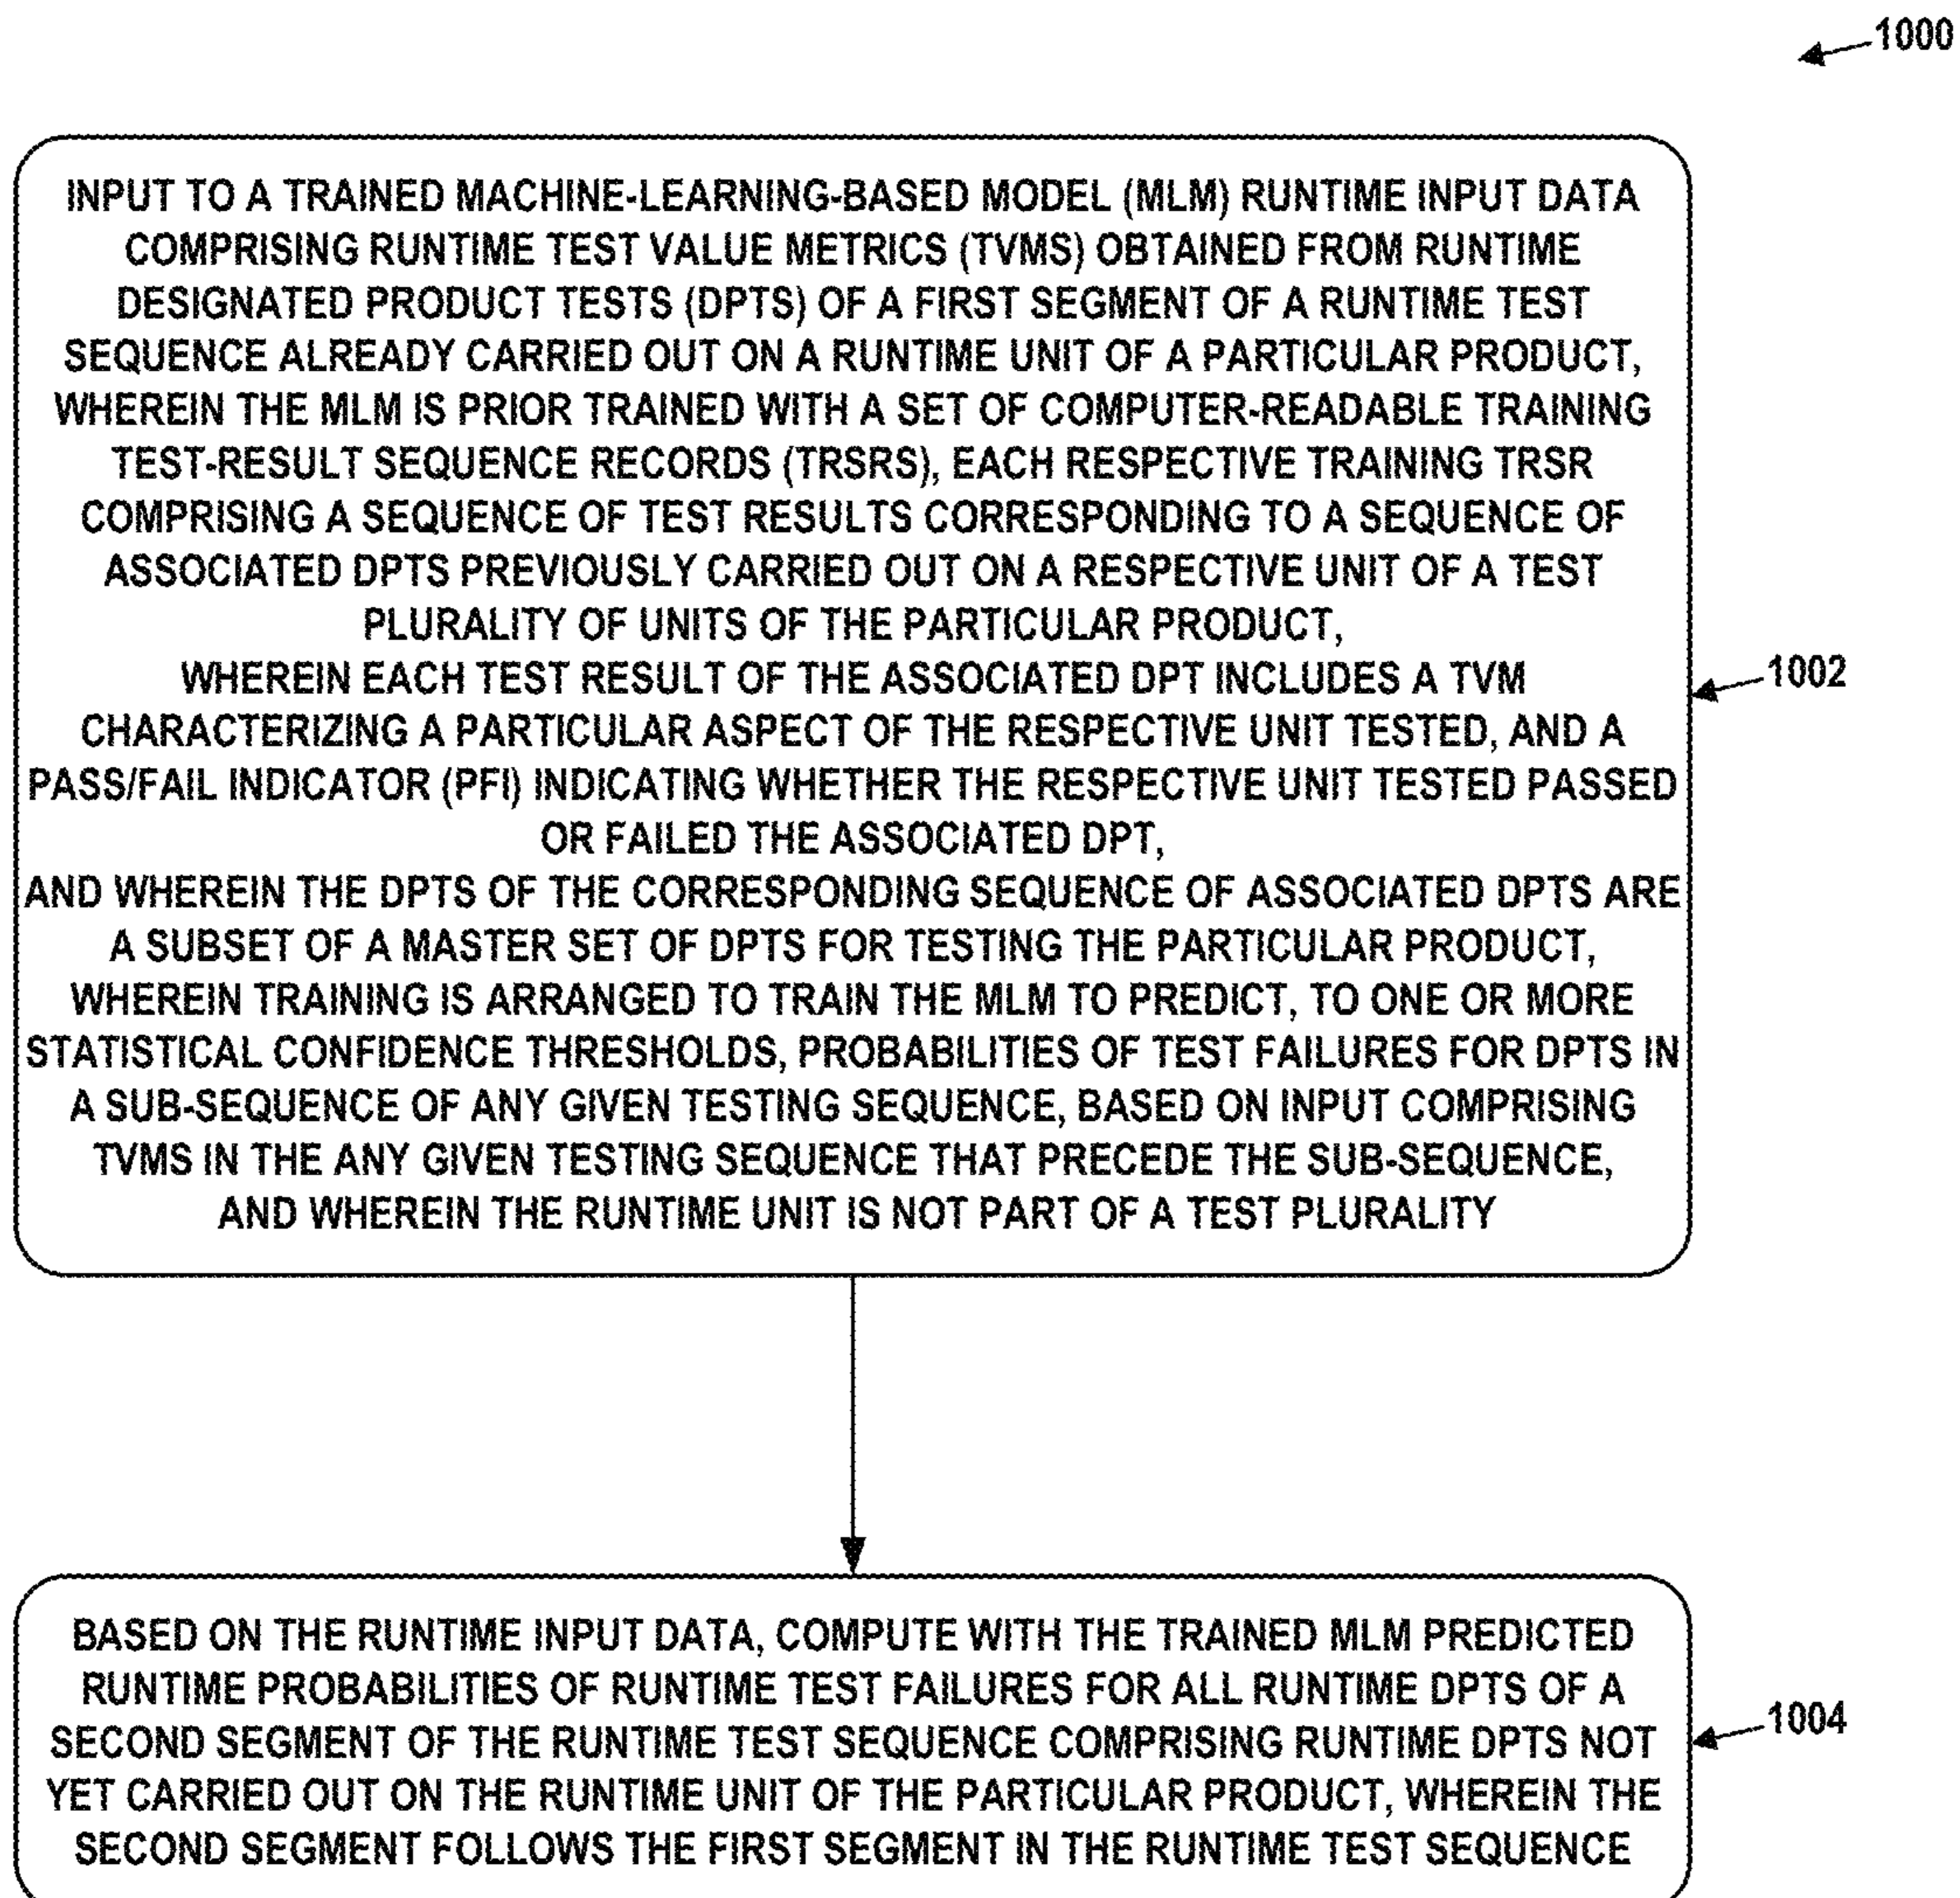 1000
INPUT TO A TRAINED MACHINE-LEARNING-BASED MODEL (MLM) RUNTIME INPUT DATA
COMPRISING RUNTIME TEST VALUE METRICS (TVMS) OBTAINED FROM RUNTIME
DESIGNATED PRODUCT TESTS (DPTS) OF A FIRST SEGMENT OF A RUNTIME TEST
SEQUENCE ALREADY CARRIED OUT ON A RUNTIME UNIT OF A PARTICULAR PRODUCT,
WHEREIN THE MLM IS PRIOR TRAINED WITH A SET OF COMPUTER-READABLE TRAINING
TEST-RESULT SEQUENCE RECORDS (TRSRS), EACH RESPECTIVE TRAINING TRSR
COMPRISING A SEQUENCE OF TEST RESULTS CORRESPONDING TO A SEQUENCE OF
ASSOCIATED DPTS PREVIOUSLY CARRIED OUT ON A RESPECTIVE UNIT OF A TEST
PLURALITY OF UNITS OF THE PARTICULAR PRODUCT,
WHEREIN EACH TEST RESULT OF THE ASSOCIATED DPT INCLUDES A TVM
CHARACTERIZING A PARTICULAR ASPECT OF THE RESPECTIVE UNIT TESTED, AND A
PASS/FAIL INDICATOR (PFI) INDICATING WHETHER THE RESPECTIVE UNIT TESTED PASSED
OR FAILED THE ASSOCIATED DPT,
AND WHEREIN THE DPTS OF THE CORRESPONDING SEQUENCE OF ASSOCIATED DPTS ARE
A SUBSET OF A MASTER SET OF DPTS FOR TESTING THE PARTICULAR PRODUCT,
WHEREIN TRAINING IS ARRANGED TO TRAIN THE MLM TO PREDICT, TO ONE OR MORE
STATISTICAL CONFIDENCE THRESHOLDS, PROBABILITIES OF TEST FAILURES FOR DPTS IN
A SUB-SEQUENCE OF ANY GIVEN TESTING SEQUENCE, BASED ON INPUT COMPRISING
TVMS IN THE ANY GIVEN TESTING SEQUENCE THAT PRECEDE THE SUB-SEQUENCE,
AND WHEREIN THE RUNTIME UNIT IS NOT PART OF A TEST PLURALITY
1002
BASED ON THE RUNTIME INPUT DATA, COMPUTE WITH THE TRAINED MLM PREDICTED
RUNTIME PROBABILITIES OF RUNTIME TEST FAILURES FOR ALL RUNTIME DPTS OF A
SECOND SEGMENT OF THE RUNTIME TEST SEQUENCE COMPRISING RUNTIME DPTS NOT
YET CARRIED OUT ON THE RUNTIME UNIT OF THE PARTICULAR PRODUCT, WHEREIN THE
SECOND SEGMENT FOLLOWS THE FIRST SEGMENT IN THE RUNTIME TEST SEQUENCE
1004